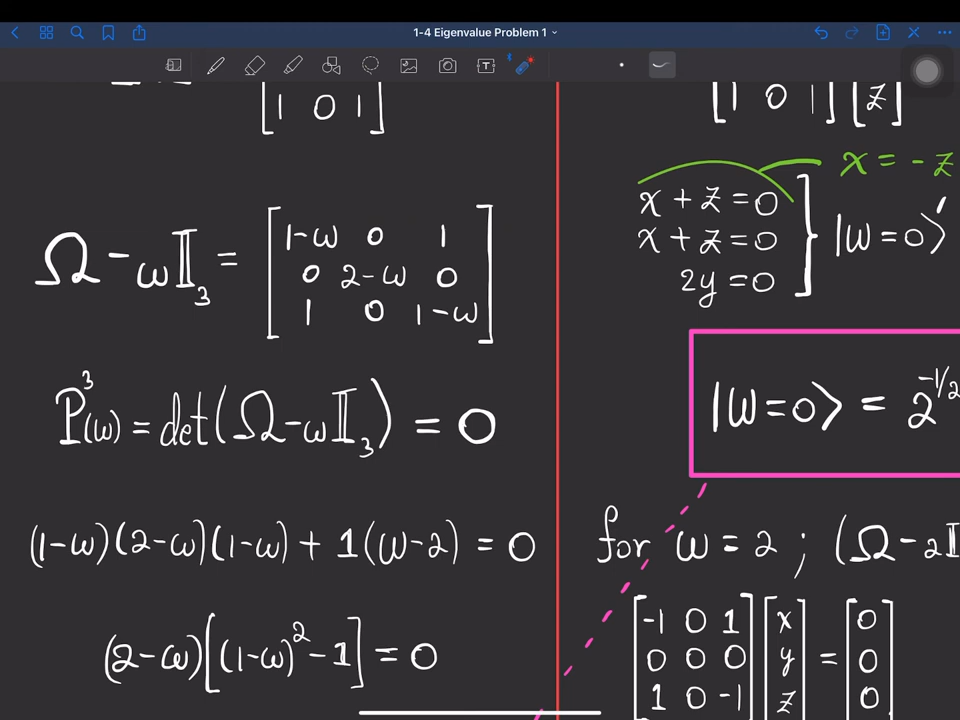 1-4 Eigenvalue Problem 1
[1 0 1]
Ω - ωI₃ = [1-ω 0 1
0 2-ω 0
1 0 1-ω]
P³(ω) = det(Ω-ωI₃) = 0
(1-ω)(2-ω)(1-ω) + 1(ω-2) = 0
(2-ω)[(1-ω)² - 1] = 0
[1 0 1] [z]
x = -z
x + z = 0
x + z = 0
2y = 0
} |W=0⟩'
|W=0⟩ = 2^{-1/2}
for ω = 2 ; (Ω - 2I
[-1 0 1] [x] [0]
[0 0 0] [y] = [0]
[1 0 -1] [z] [0]